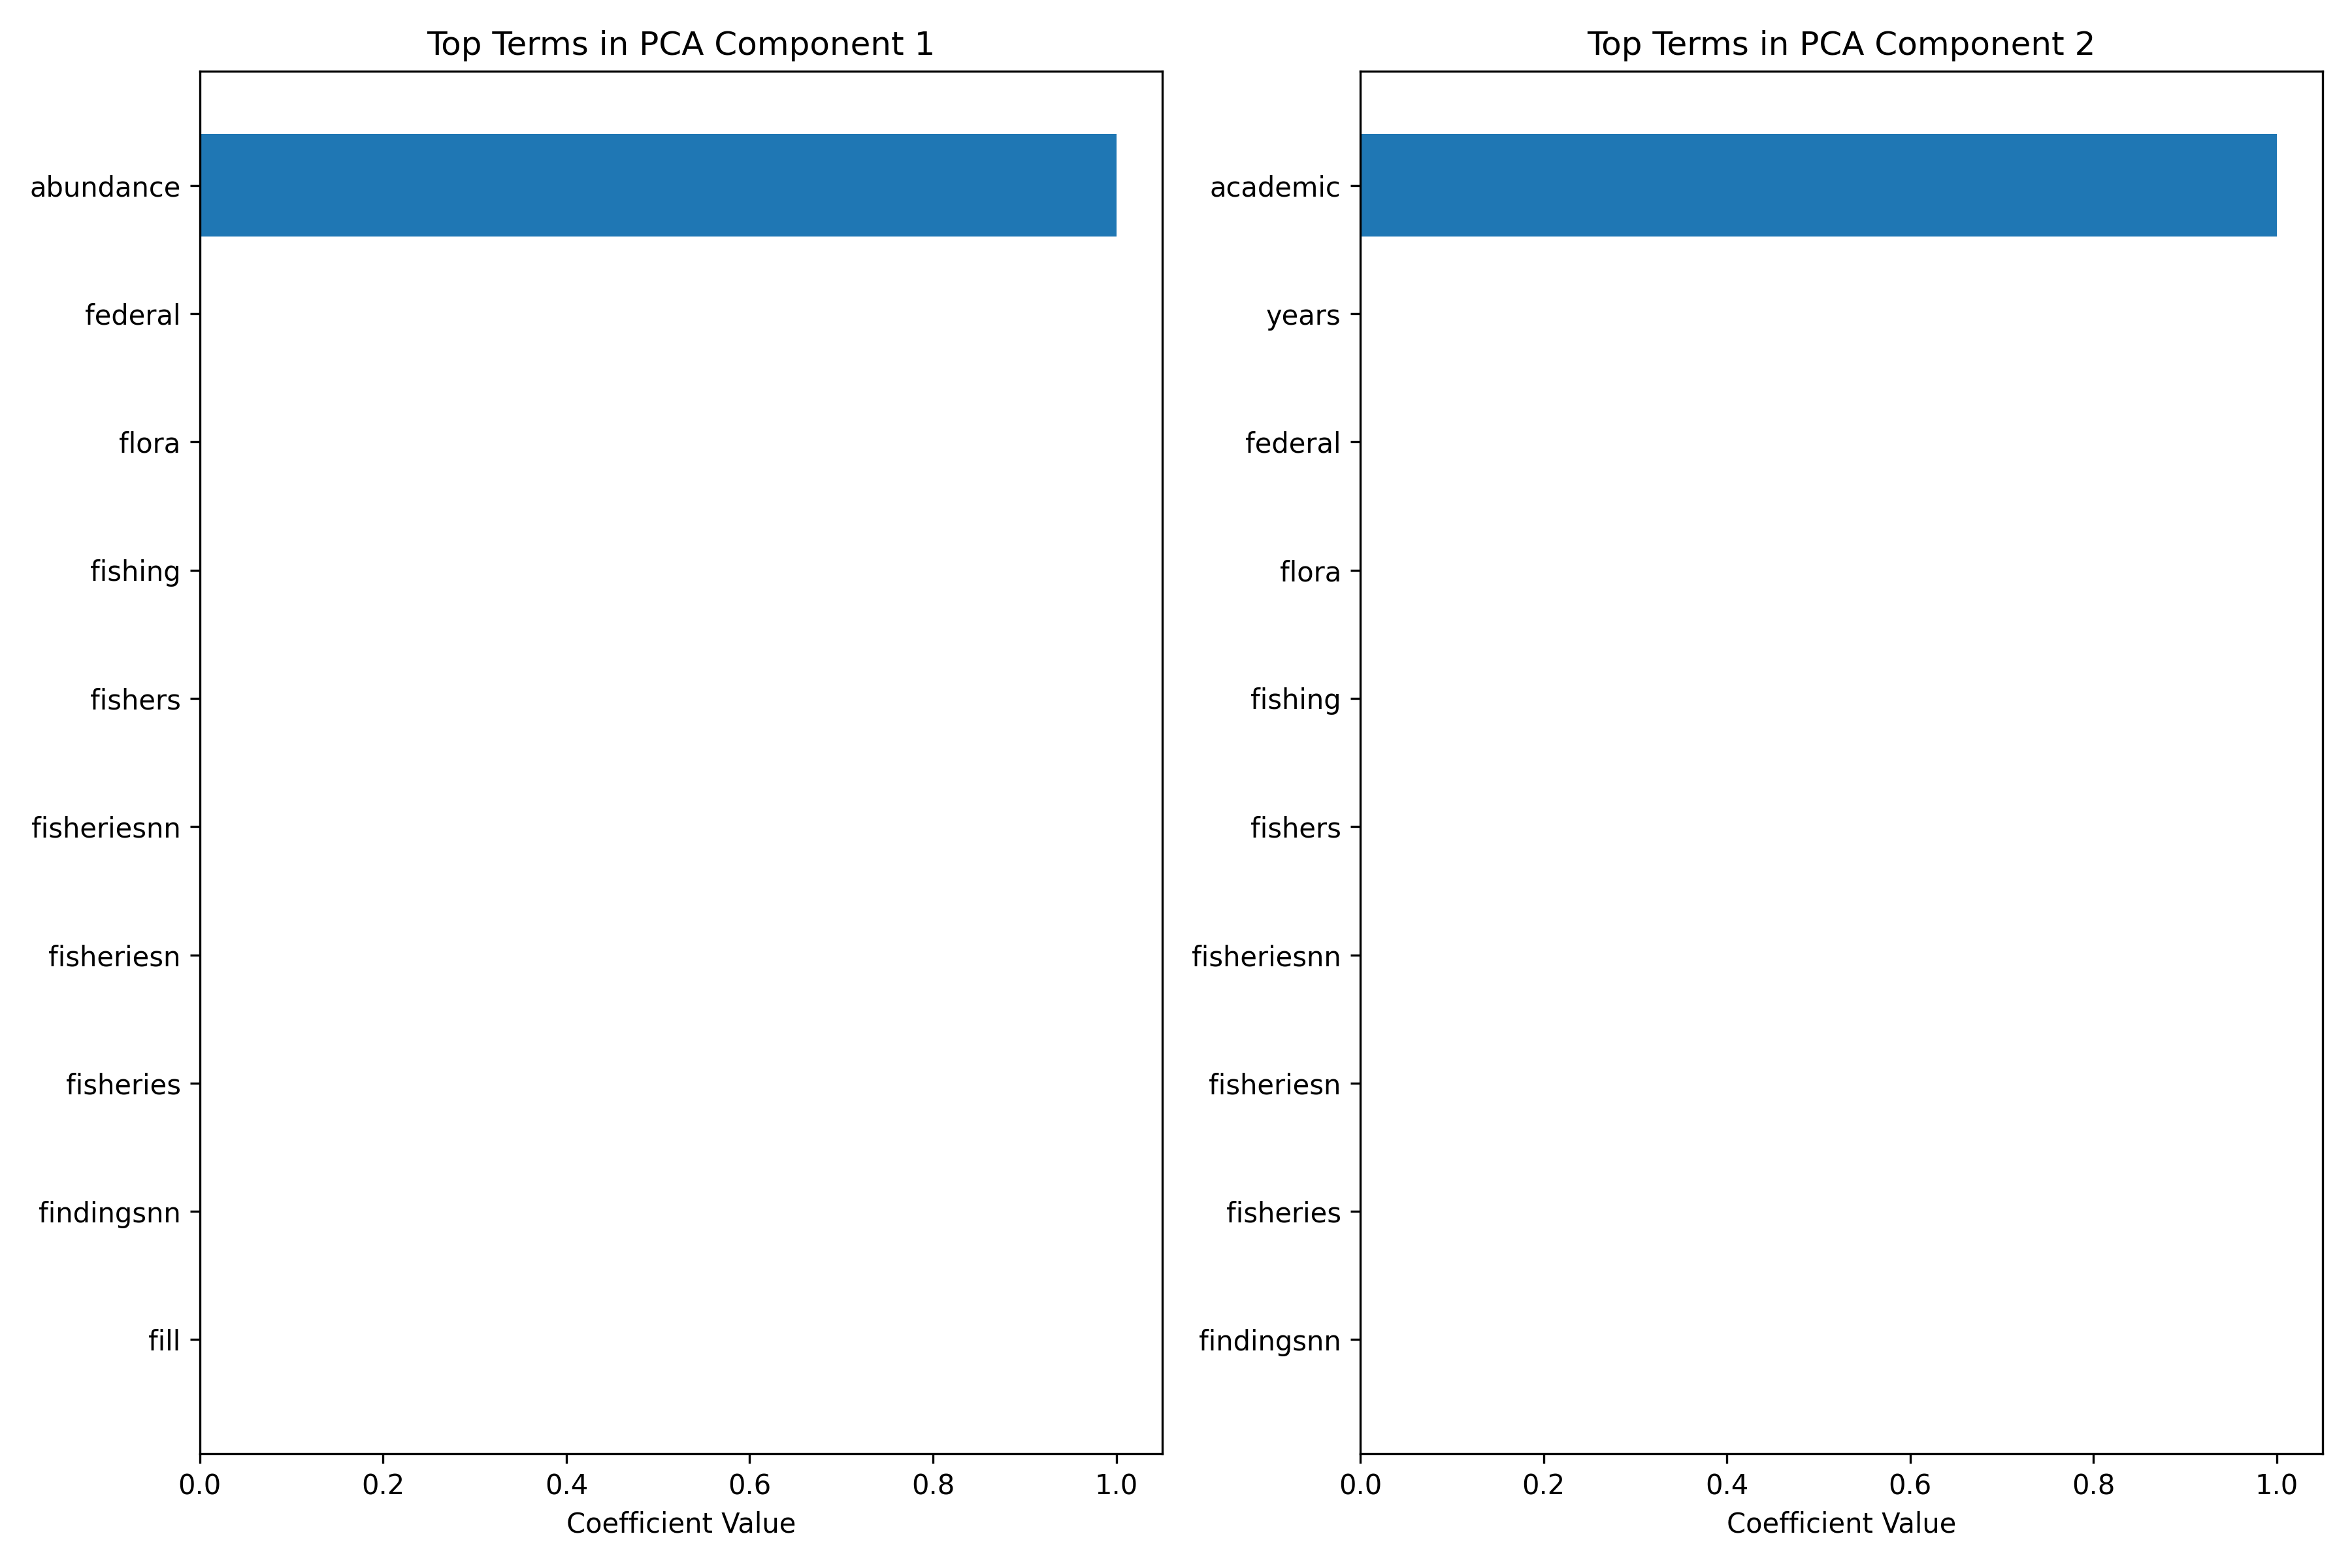 Top Terms in PCA Component 1
abundance
federal
flora
fishing
fishers
fisheriesnn
fisheriesn
fisheries
findingsnn
fill
0.0 0.2 0.4 0.6 0.8 1.0
Coefficient Value
Top Terms in PCA Component 2
academic
years
federal
flora
fishing
fishers
fisheriesnn
fisheriesn
fisheries
findingsnn
0.0 0.2 0.4 0.6 0.8 1.0
Coefficient Value